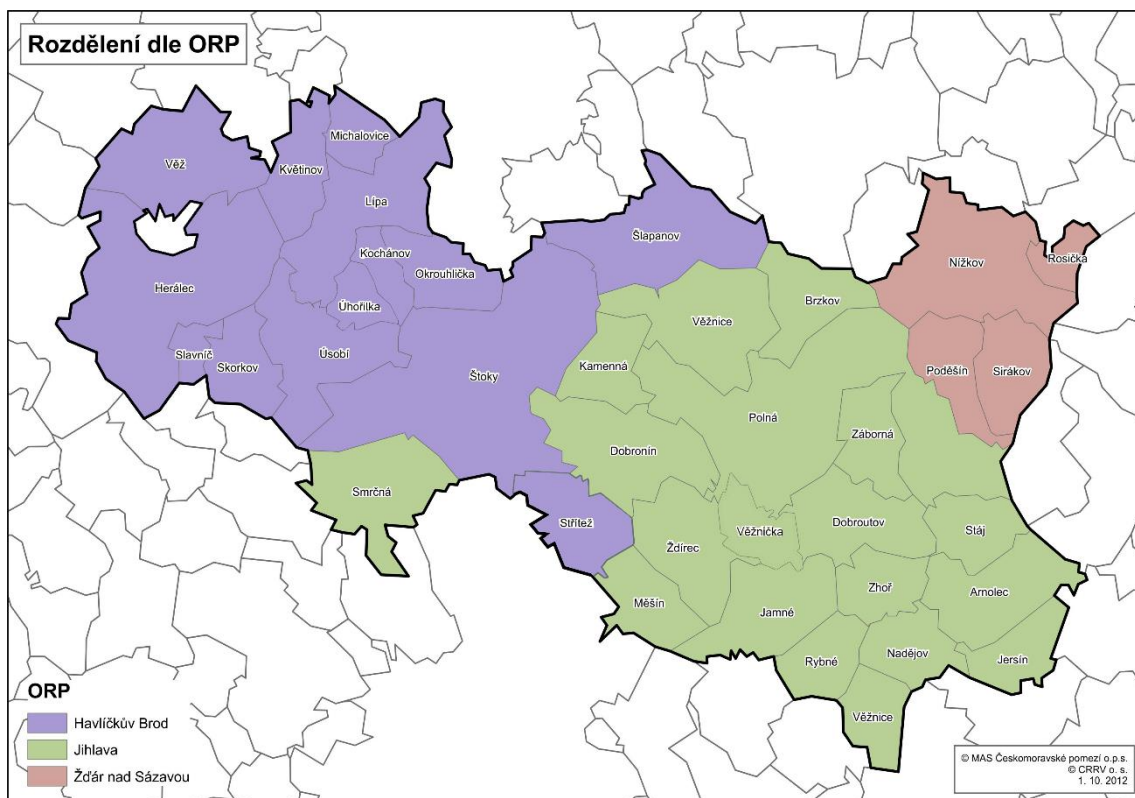 Rozdělení dle ORP
Michalovice
Věž
Květinov
Lípa
Šlapanov
Kochánov
Okrouhlička
Nížkov
Rosička
Herálec
Úhořilka
Brzkov
Věžnice
Slavníč
Skorkov
Úsobí
Kamenná
Poděšín
Sirákov
Štoky
Polná
Záborná
Dobronín
Smrčná
Střítež
Věžnička
Dobroutov
Stáj
Ždírec
Zhoř
Arnolec
Měšín
Jamné
Rybné
Nadějov
Jersín
Věžnice
ORP
Havlíčkův Brod
Jihlava
Žďár nad Sázavou
© MAS Českomoravské pomezí o.p.s.
© CRRV o. s.
1. 10. 2012